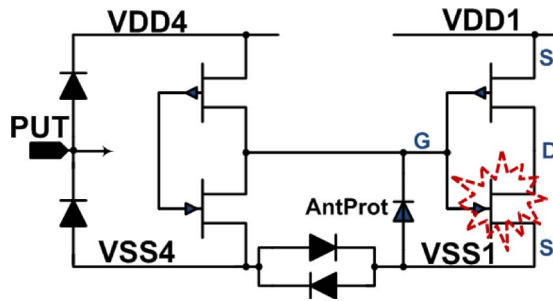 VDD4
VDD1
S
PUT
G
D
AntProt
VSS4
VSS1
S